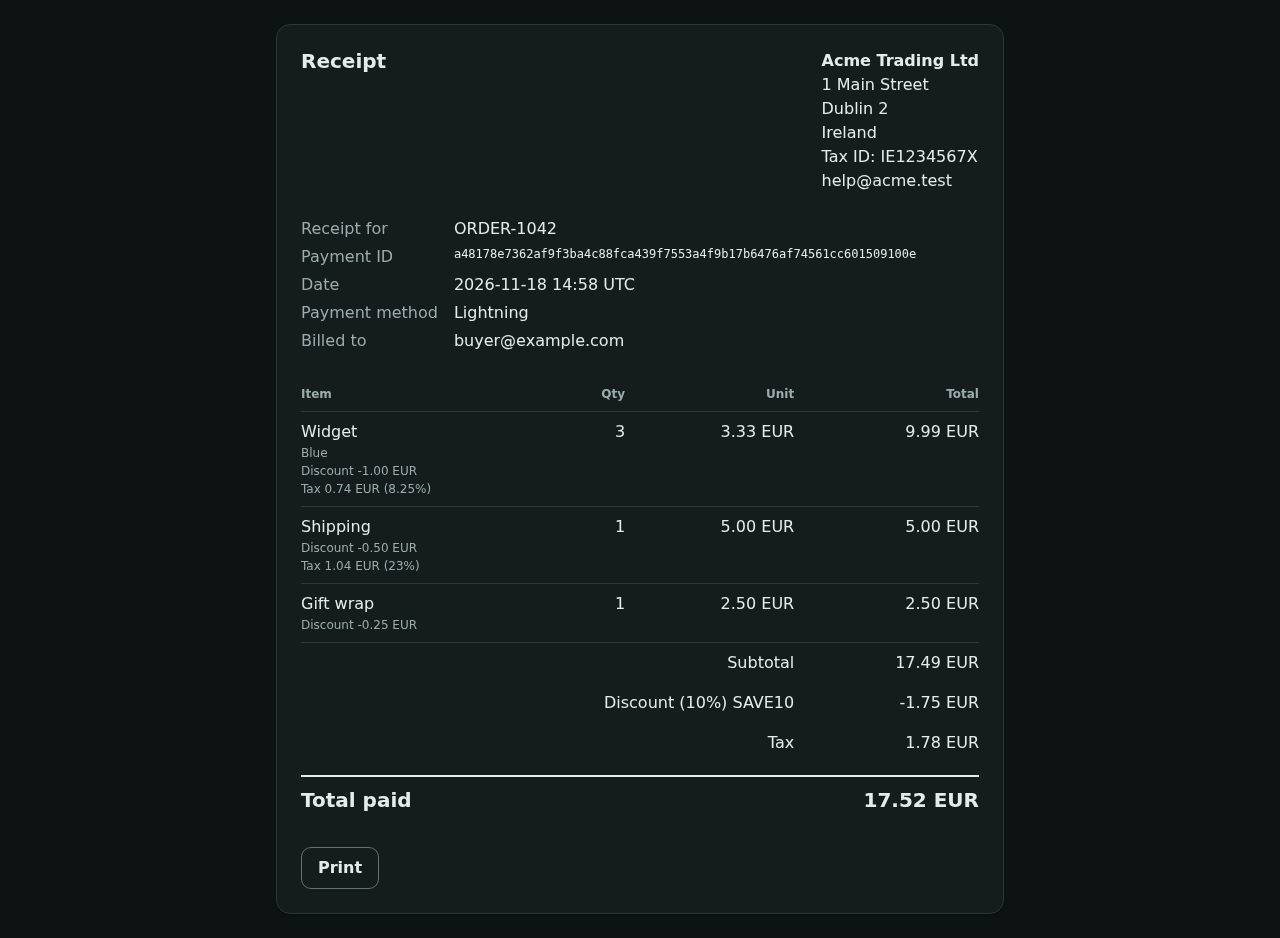 Receipt
Acme Trading Ltd
1 Main Street
Dublin 2
Ireland
Tax ID: IE1234567X
help@acme.test
Receipt for ORDER-1042
Payment ID a48178e7362af9f3ba4c88fca439f7553a4f9b17b6476af74561cc601509100e
Date 2026-11-18 14:58 UTC
Payment method Lightning
Billed to buyer@example.com
Item Qty Unit Total
Widget 3 3.33 EUR 9.99 EUR
Blue
Discount -1.00 EUR
Tax 0.74 EUR (8.25%)
Shipping 1 5.00 EUR 5.00 EUR
Discount -0.50 EUR
Tax 1.04 EUR (23%)
Gift wrap 1 2.50 EUR 2.50 EUR
Discount -0.25 EUR
Subtotal 17.49 EUR
Discount (10%) SAVE10 -1.75 EUR
Tax 1.78 EUR
Total paid 17.52 EUR
Print